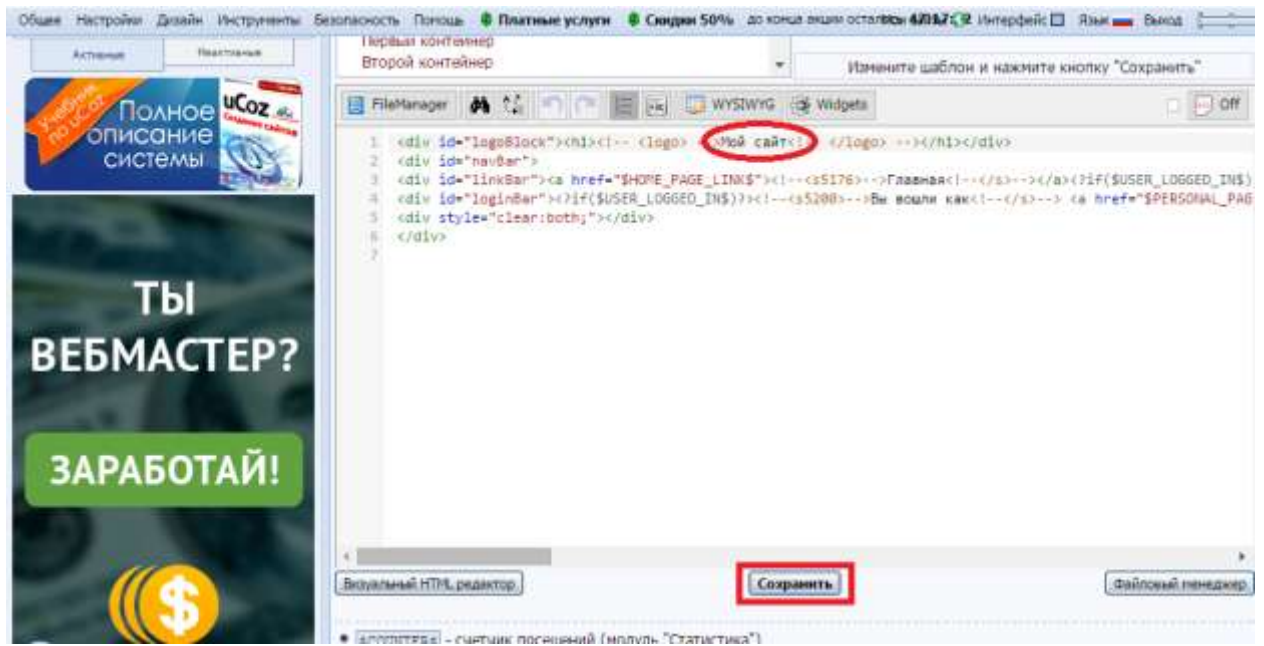 Общее Настройки Дизайн Инструменты Безопасность Помощь Платные услуги Скидки 50% до конца акции Интерфейс Язык Выход
Активные Неактивные
Первый контейнер
Второй контейнер
Измените шаблон и нажмите кнопку "Сохранить"
Учебник по uCoz
Полное
описание
системы
uCoz
Создание сайтов
FileManager WYSIWYG Widgets Off
1 <div id="logoBlock"><h1><!-- <logo> -->Мой сайт<!-- </logo> --></h1></div>
2 <div id="navBar">
3 <div id="linkBar"><a href="$HOME_PAGE_LINK$"><!--<s5176>-->Главная<!--</s>--></a><?if($USER_LOGGED_IN$)
4 <div id="loginBar"><?if($USER_LOGGED_IN$)?><!--<s5200>-->Вы вошли как<!--</s>--> <a href="$PERSONAL_PAG
5 <div style="clear:both;"></div>
6 </div>
7
ТЫ
ВЕБМАСТЕР?
ЗАРАБОТАЙ!
$
Визуальный HTML редактор Сохранить Файловый менеджер
- счетчик посещений (модуль "Статистика")